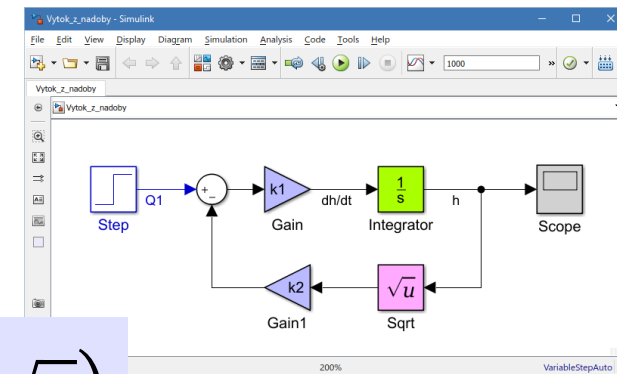 Vytok_z_nadoby - Simulink
File Edit View Display Diagram Simulation Analysis Code Tools Help
1000 »
Vytok_z_nadoby
Vytok_z_nadoby
k1
1
s
+
−
Q1
dh/dt
h
Step
Gain
Integrator
Scope
k2
√u
Gain1
Sqrt
200% VariableStepAuto
√ )